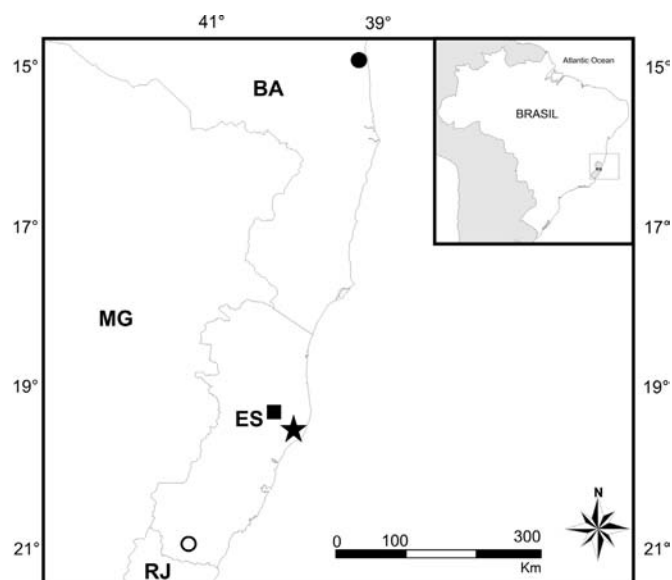 41° 39°
15° 15°
Atlantic Ocean
BA
BRASIL
17° 17°
MG
19° 19°
ES
N
0 100 300
Km
21° 21°
RJ